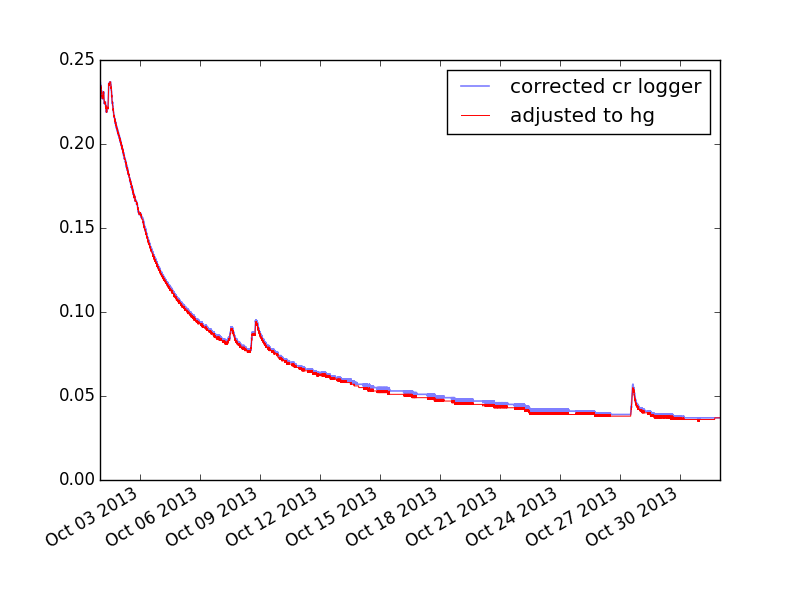 0.25
0.20
0.15
0.10
0.05
0.00
corrected cr logger
adjusted to hg
Oct 03 2013
Oct 06 2013
Oct 09 2013
Oct 12 2013
Oct 15 2013
Oct 18 2013
Oct 21 2013
Oct 24 2013
Oct 27 2013
Oct 30 2013